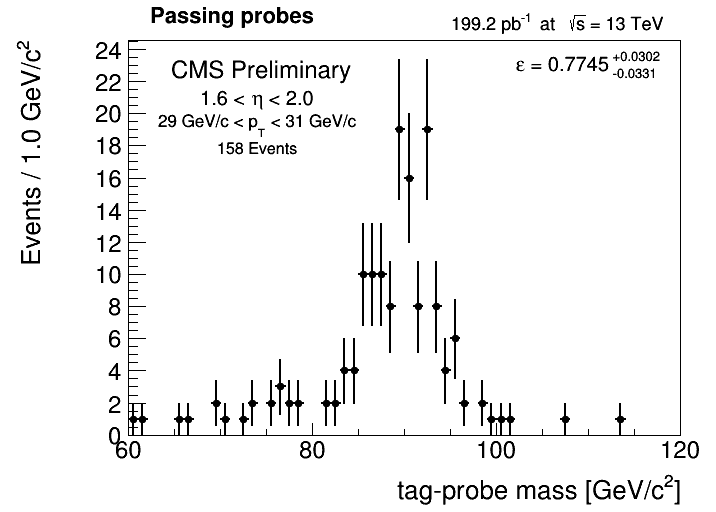 Passing probes
199.2 pb-1 at √s = 13 TeV
CMS Preliminary
ε = 0.7745 +0.0302 -0.0331
1.6 < η < 2.0
29 GeV/c < pT < 31 GeV/c
158 Events
Events / 1.0 GeV/c2
24
22
20
18
16
14
12
10
8
6
4
2
0
60 80 100 120
tag-probe mass [GeV/c2]